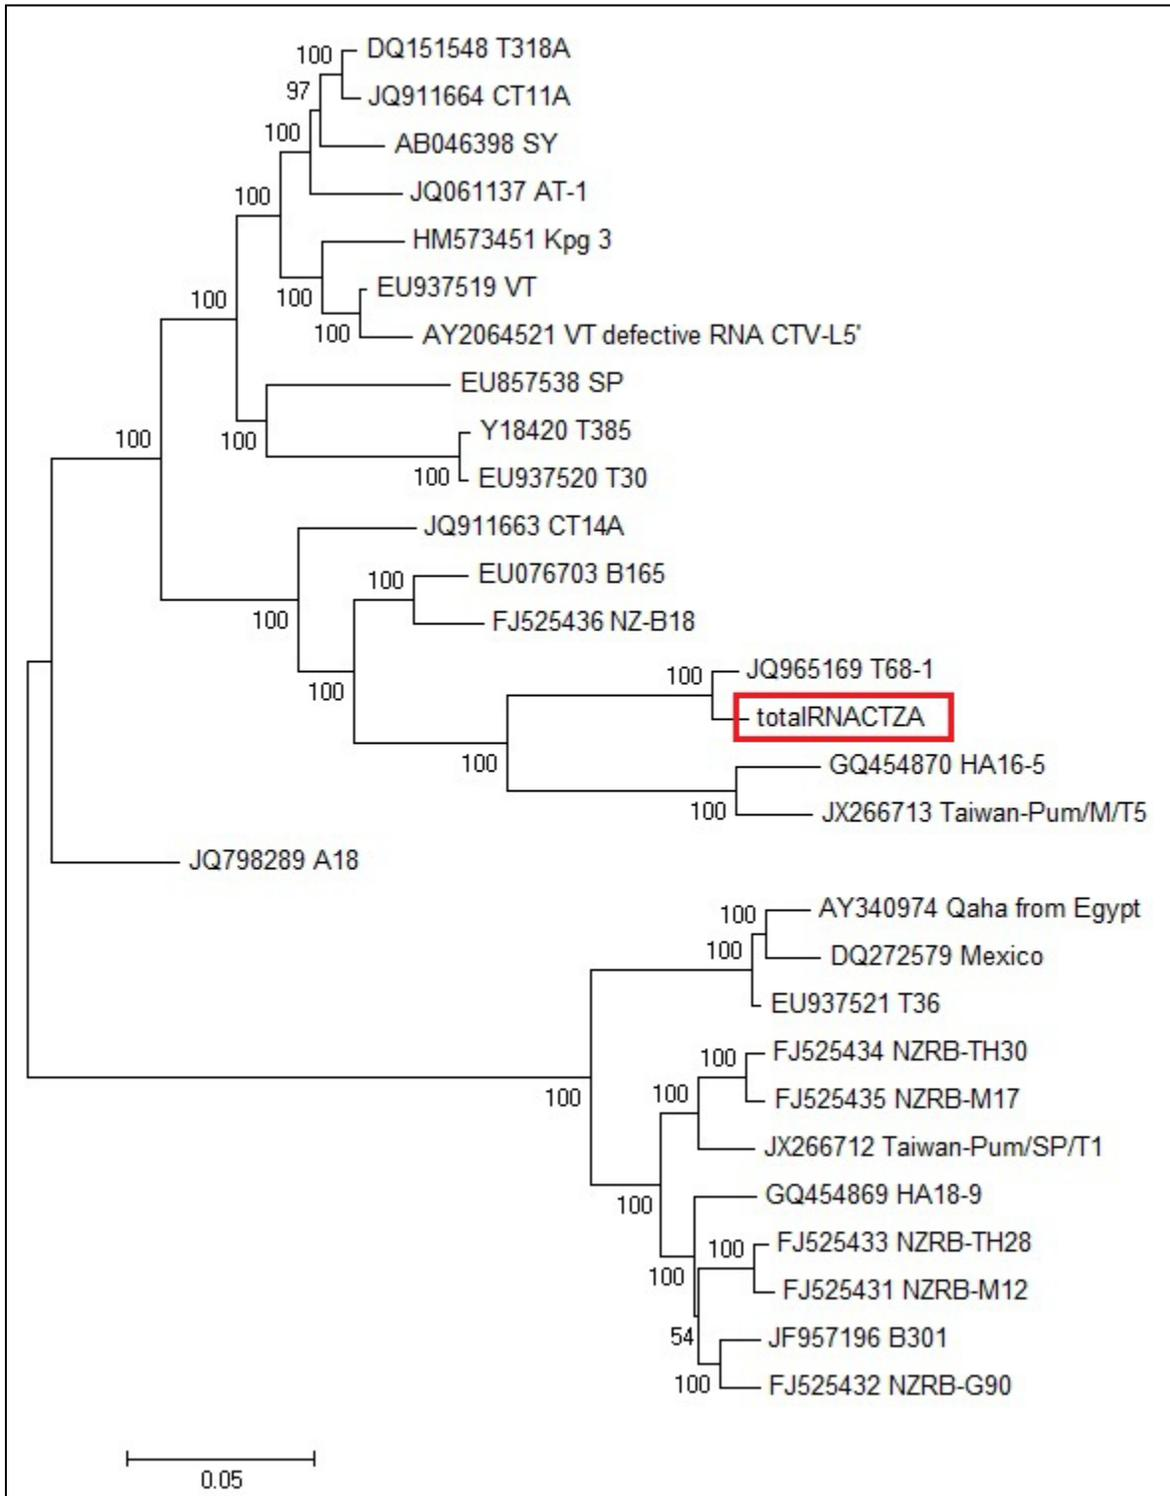 100
DQ151548 T318A
97
JQ911664 CT11A
100
AB046398 SY
100
JQ061137 AT-1
HM573451 Kpg 3
100
100
EU937519 VT
100
AY2064521 VT defective RNA CTV-L5'
EU857538 SP
100
100
Y18420 T385
100
EU937520 T30
JQ911663 CT14A
100
EU076703 B165
100
FJ525436 NZ-B18
100
100
JQ965169 T68-1
totalRNACTZA
100
GQ454870 HA16-5
100
JX266713 Taiwan-Pum/M/T5
JQ798289 A18
100
AY340974 Qaha from Egypt
100
DQ272579 Mexico
EU937521 T36
100
FJ525434 NZRB-TH30
100
100
FJ525435 NZRB-M17
JX266712 Taiwan-Pum/SP/T1
100
GQ454869 HA18-9
100
FJ525433 NZRB-TH28
100
FJ525431 NZRB-M12
54
JF957196 B301
100
FJ525432 NZRB-G90
0.05